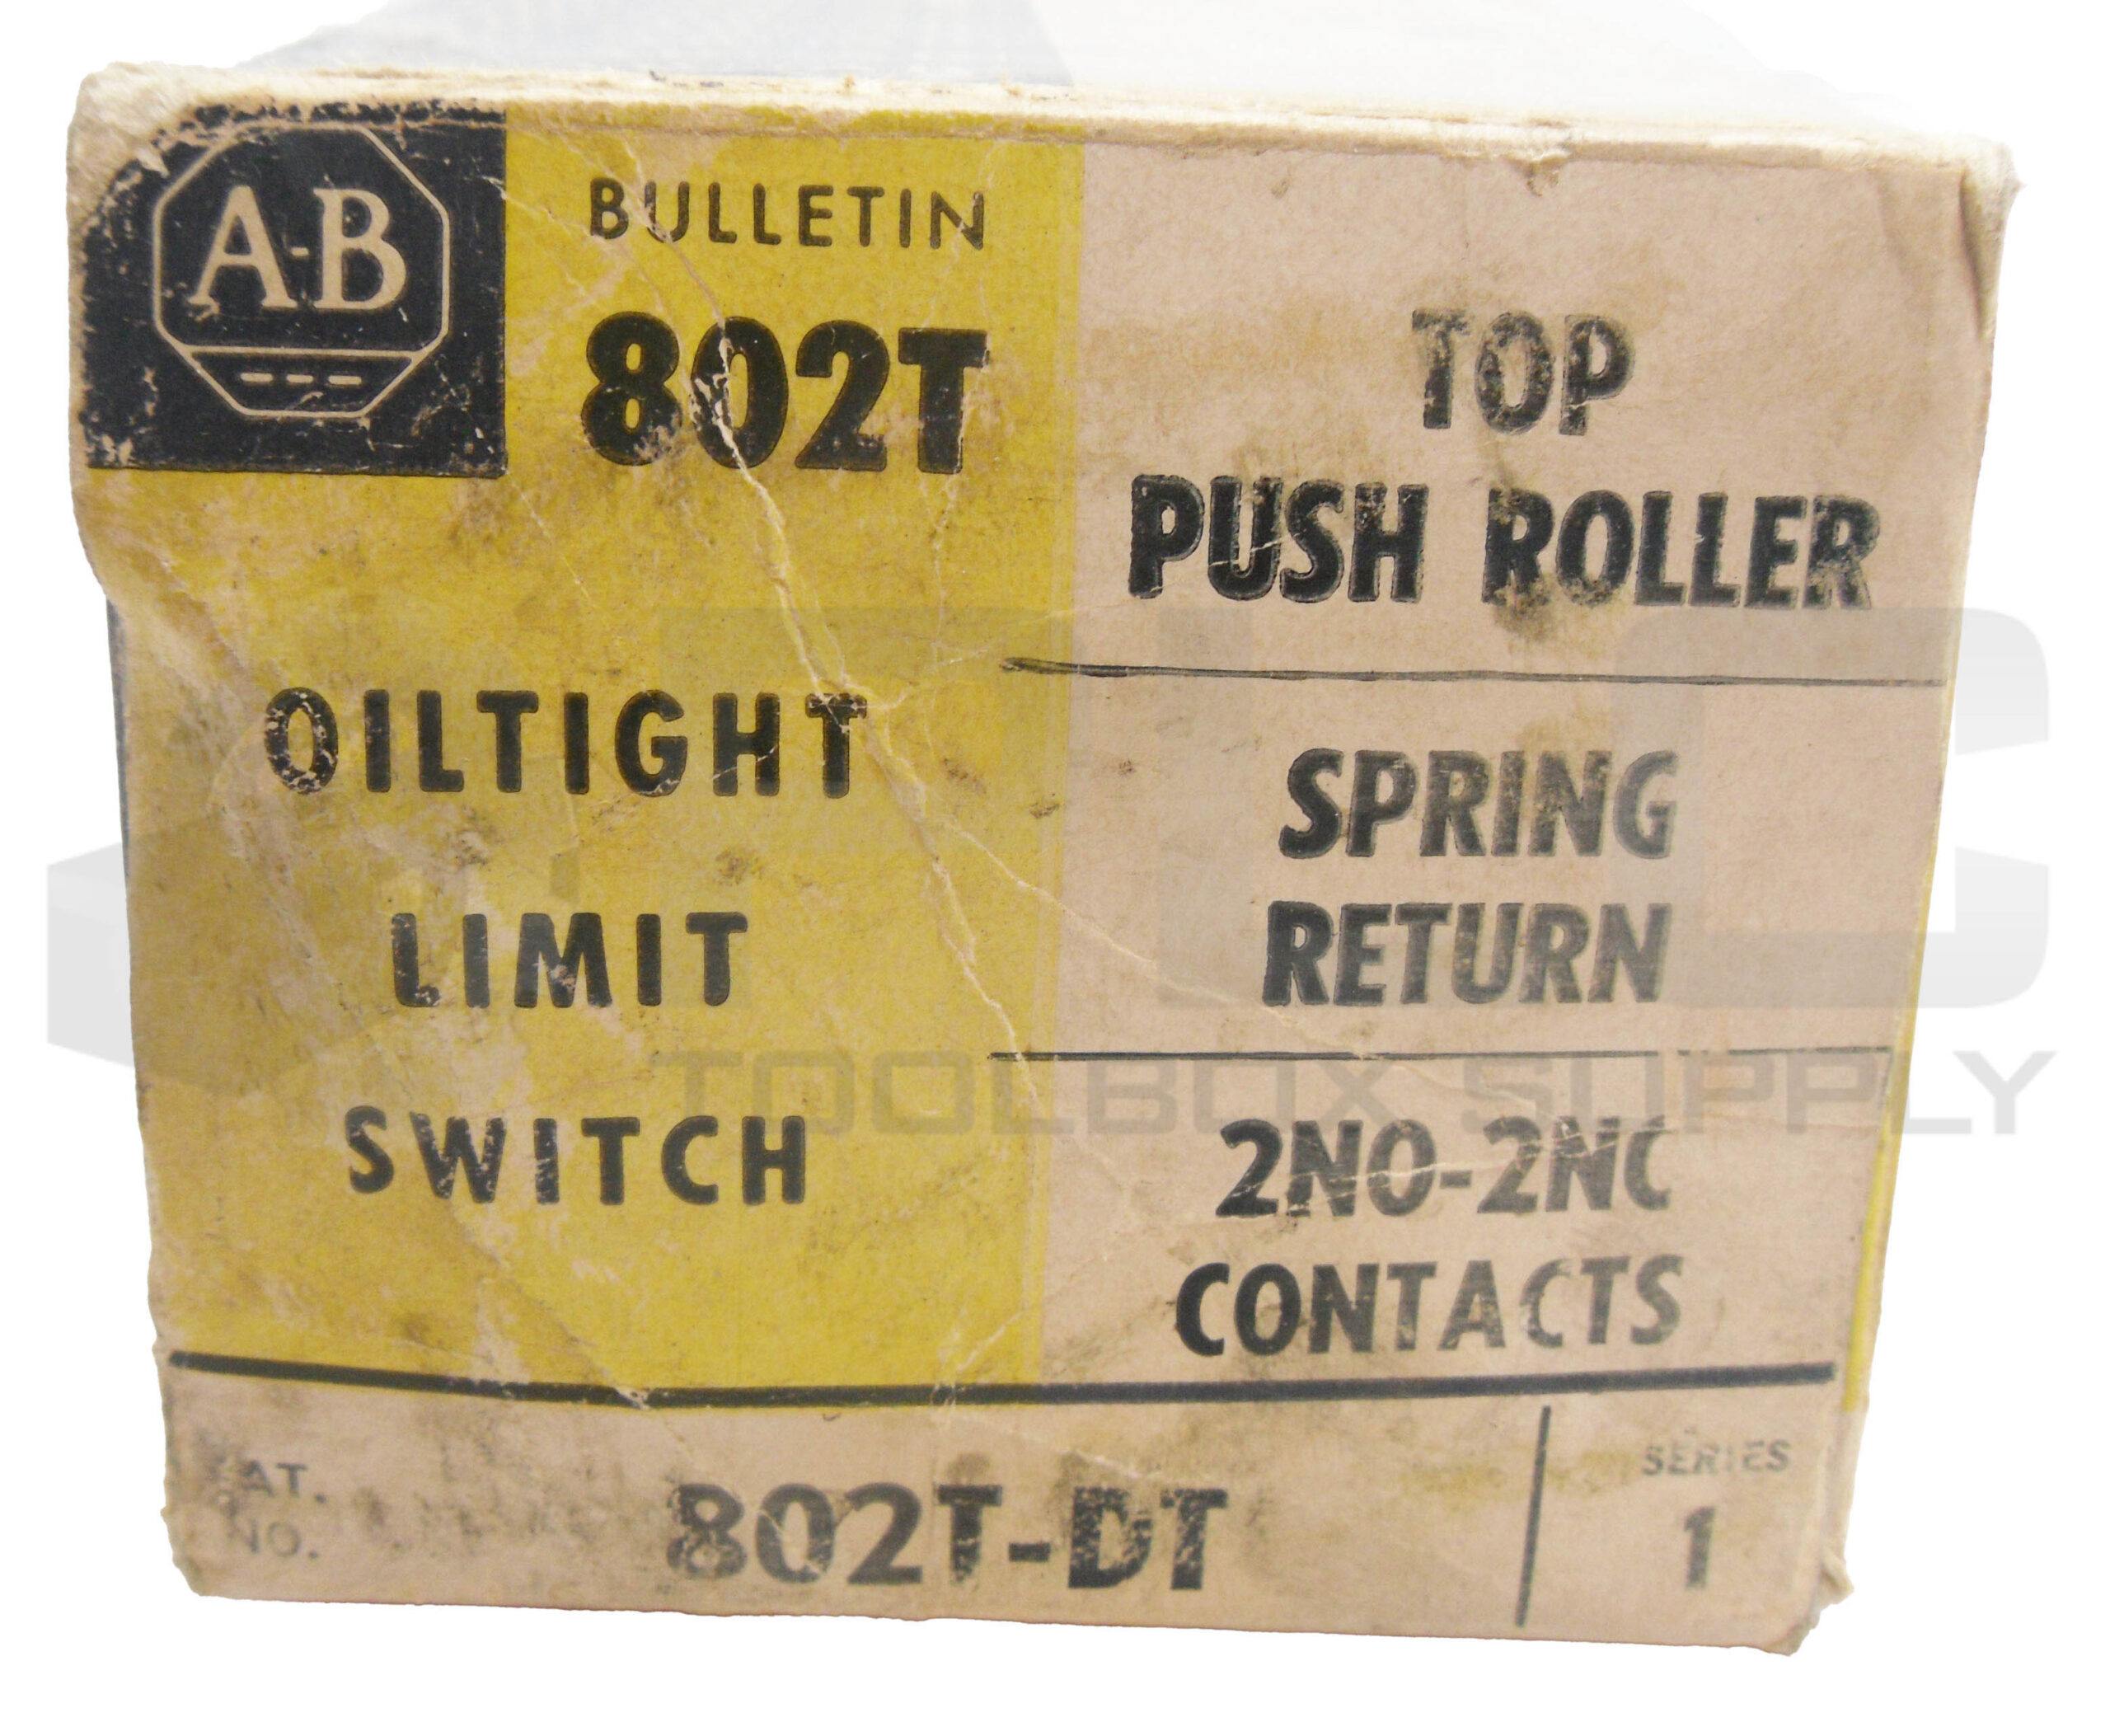 A-B
BULLETIN
802T
OILTIGHT
LIMIT
SWITCH
TOP
PUSH ROLLER
SPRING
RETURN
2NO-2NC
CONTACTS
CAT.
NO.
802T-DT
SERIES
1
TLC
TOOLBOX SUPPLY